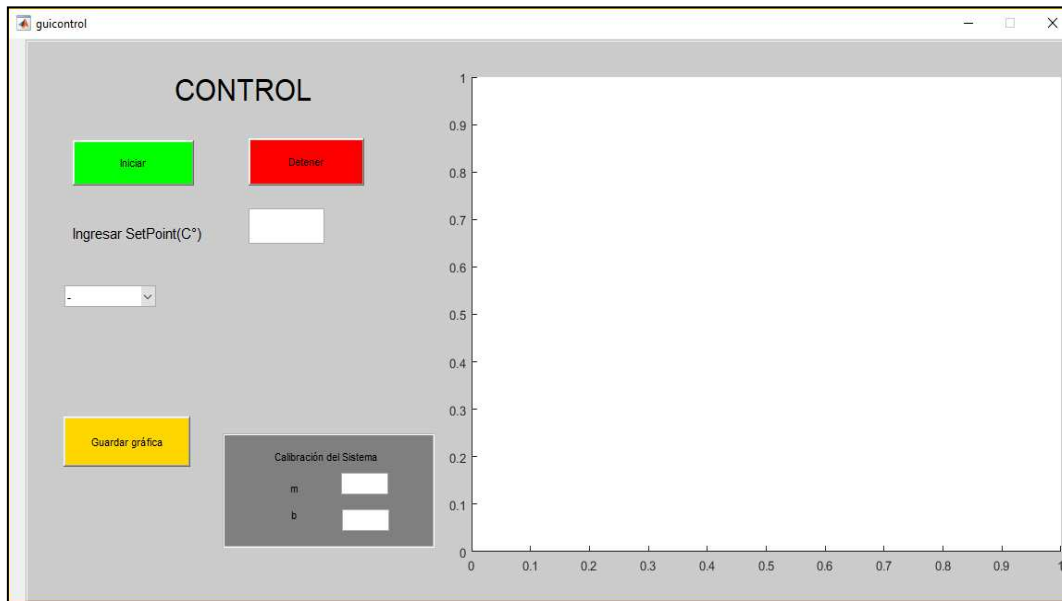 guicontrol
CONTROL
Iniciar
Detener
Ingresar SetPoint(C°)
-
Guardar gráfica
Calibración del Sistema
m
b
1
0.9
0.8
0.7
0.6
0.5
0.4
0.3
0.2
0.1
0
0 0.1 0.2 0.3 0.4 0.5 0.6 0.7 0.8 0.9 1